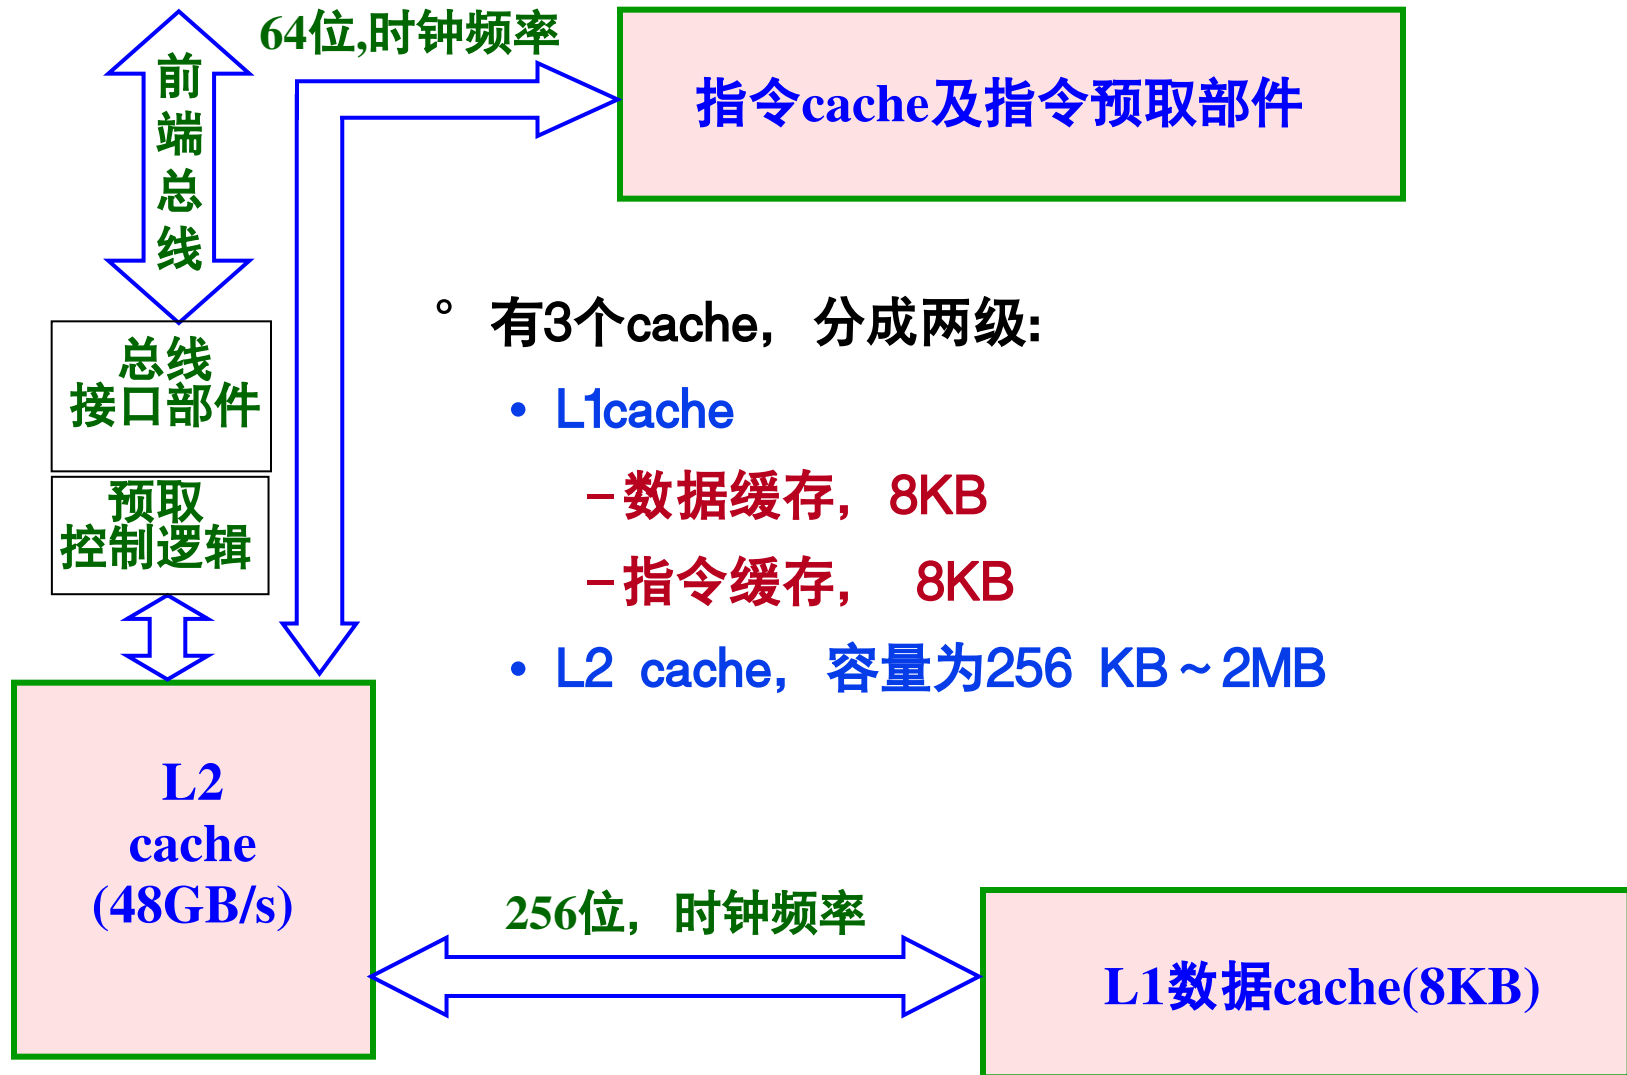 64位,时钟频率
前
端
总
线
指令cache及指令预取部件
总线
接口部件
预取
控制逻辑
° 有3个cache，分成两级:
• L1cache
–数据缓存，8KB
–指令缓存， 8KB
• L2 cache，容量为256 KB～2MB
L2
cache
(48GB/s)
256位，时钟频率
L1数据cache(8KB)